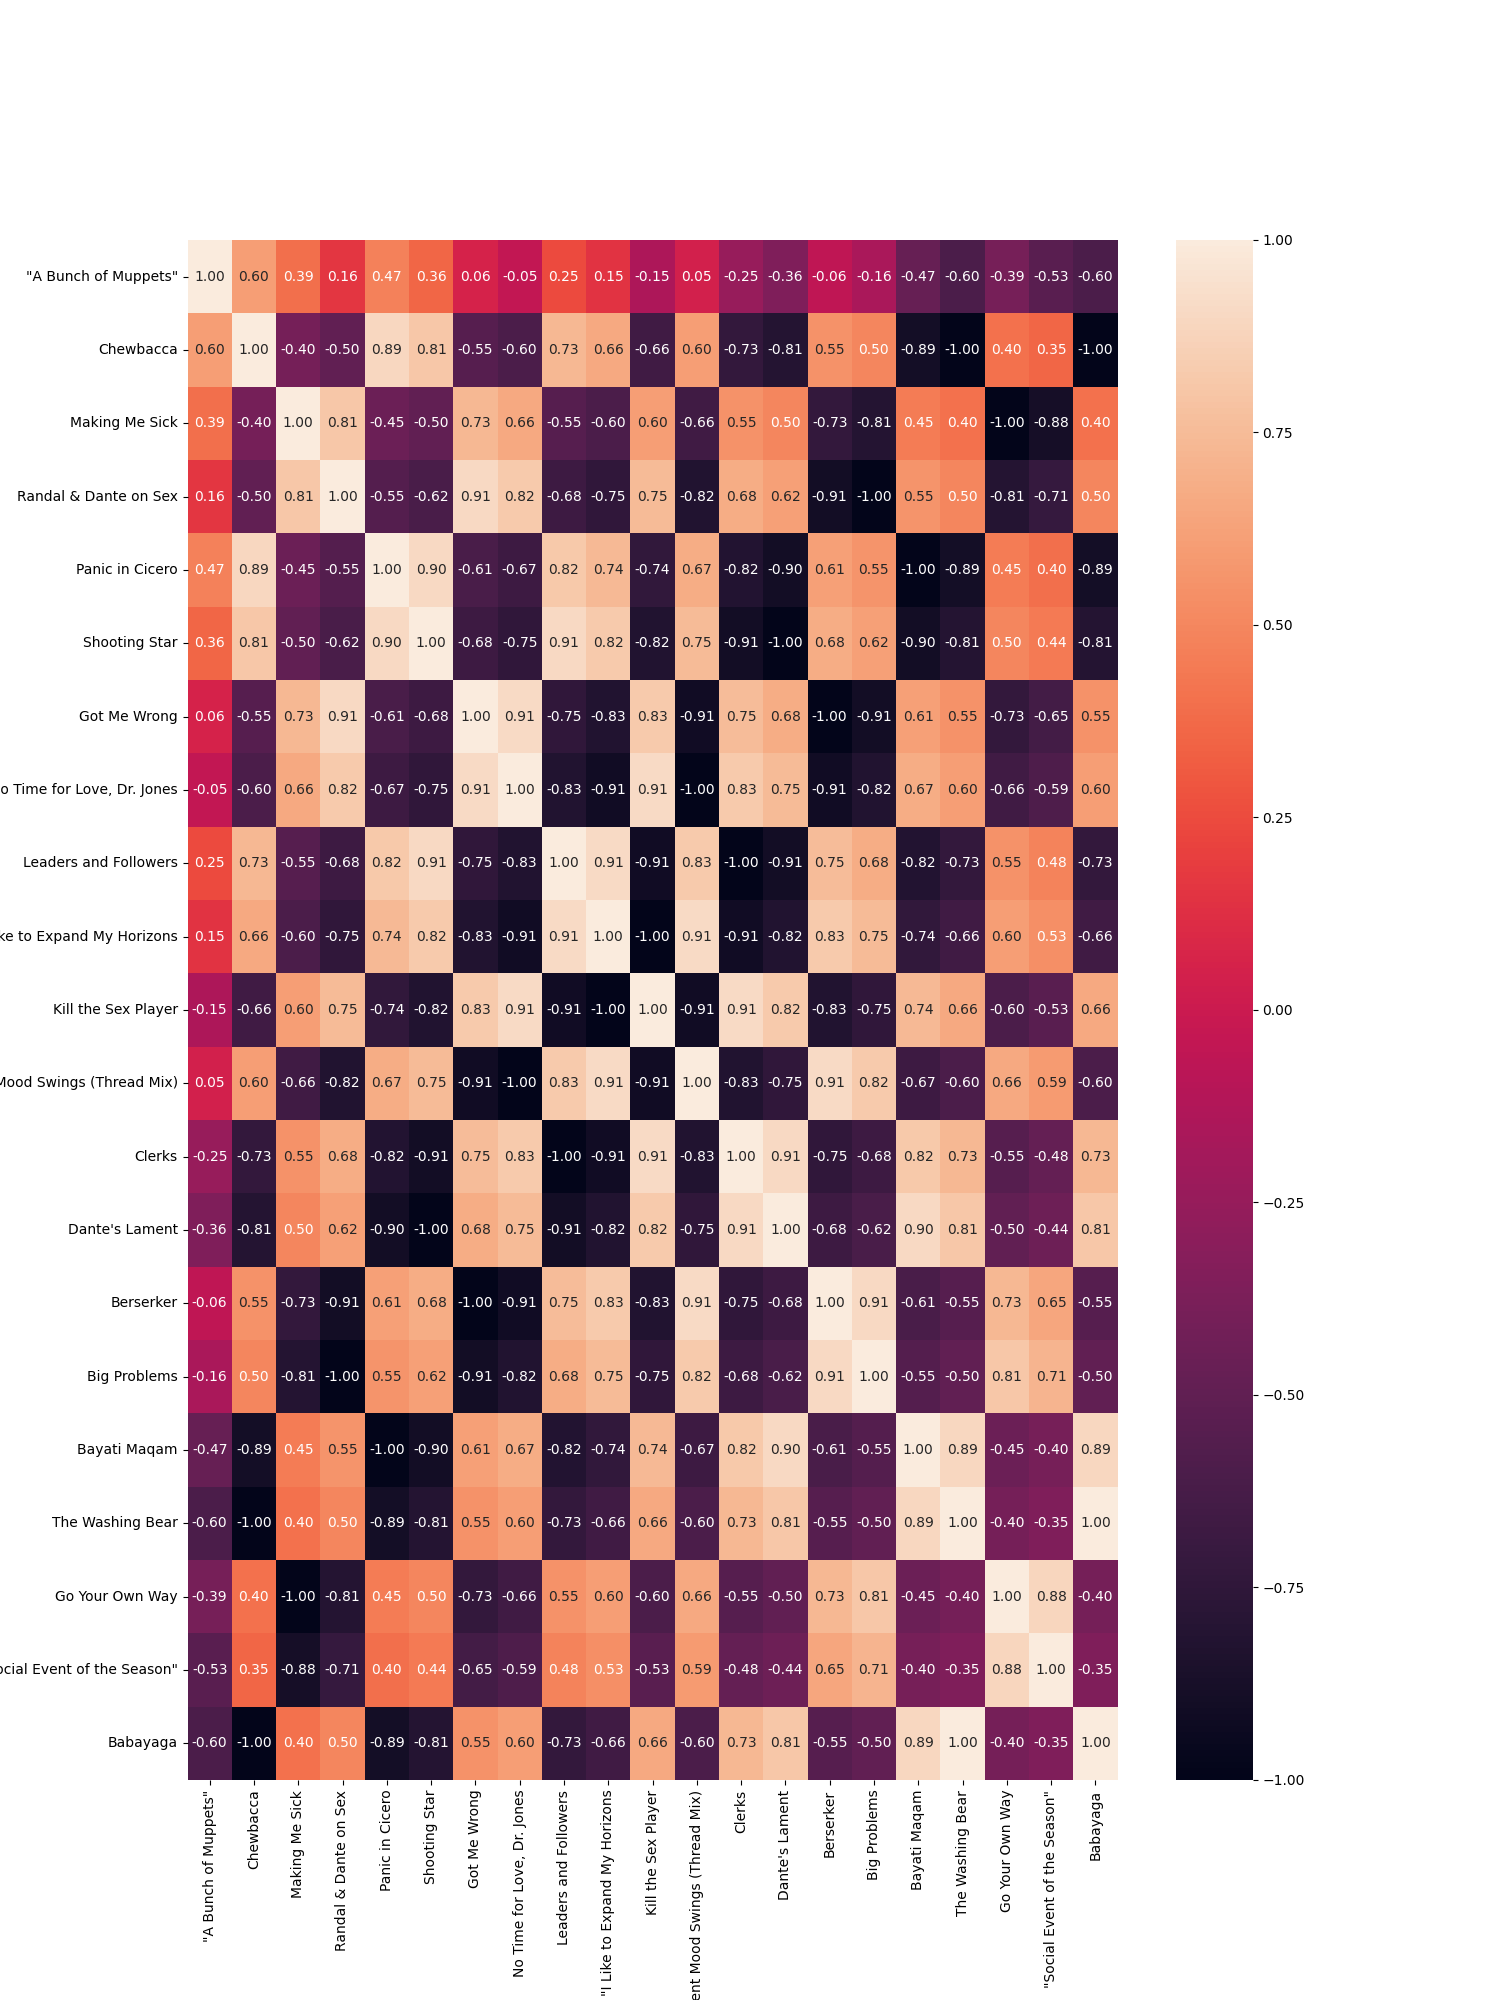 1.00
"A Bunch of Muppets" 1.00 0.60 0.39 0.16 0.47 0.36 0.06 -0.05 0.25 0.15 -0.15 0.05 -0.25 -0.36 -0.06 -0.16 -0.47 -0.60 -0.39 -0.53 -0.60
Chewbacca 0.60 1.00 -0.40 -0.50 0.89 0.81 -0.55 -0.60 0.73 0.66 -0.66 0.60 -0.73 -0.81 0.55 0.50 -0.89 -1.00 0.40 0.35 -1.00
Making Me Sick 0.39 -0.40 1.00 0.81 -0.45 -0.50 0.73 0.66 -0.55 -0.60 0.60 -0.66 0.55 0.50 -0.73 -0.81 0.45 0.40 -1.00 -0.88 0.40
0.75
Randal & Dante on Sex 0.16 -0.50 0.81 1.00 -0.55 -0.62 0.91 0.82 -0.68 -0.75 0.75 -0.82 0.68 0.62 -0.91 -1.00 0.55 0.50 -0.81 -0.71 0.50
Panic in Cicero 0.47 0.89 -0.45 -0.55 1.00 0.90 -0.61 -0.67 0.82 0.74 -0.74 0.67 -0.82 -0.90 0.61 0.55 -1.00 -0.89 0.45 0.40 -0.89
0.50
Shooting Star 0.36 0.81 -0.50 -0.62 0.90 1.00 -0.68 -0.75 0.91 0.82 -0.82 0.75 -0.91 -1.00 0.68 0.62 -0.90 -0.81 0.50 0.44 -0.81
Got Me Wrong 0.06 -0.55 0.73 0.91 -0.61 -0.68 1.00 0.91 -0.75 -0.83 0.83 -0.91 0.75 0.68 -1.00 -0.91 0.61 0.55 -0.73 -0.65 0.55
o Time for Love, Dr. Jones -0.05 -0.60 0.66 0.82 -0.67 -0.75 0.91 1.00 -0.83 -0.91 0.91 -1.00 0.83 0.75 -0.91 -0.82 0.67 0.60 -0.66 -0.59 0.60
0.25
Leaders and Followers 0.25 0.73 -0.55 -0.68 0.82 0.91 -0.75 -0.83 1.00 0.91 -0.91 0.83 -1.00 -0.91 0.75 0.68 -0.82 -0.73 0.55 0.48 -0.73
ke to Expand My Horizons 0.15 0.66 -0.60 -0.75 0.74 0.82 -0.83 -0.91 0.91 1.00 -1.00 0.91 -0.91 -0.82 0.83 0.75 -0.74 -0.66 0.60 0.53 -0.66
Kill the Sex Player -0.15 -0.66 0.60 0.75 -0.74 -0.82 0.83 0.91 -0.91 -1.00 1.00 -0.91 0.91 0.82 -0.83 -0.75 0.74 0.66 -0.60 -0.53 0.66
0.00
Mood Swings (Thread Mix) 0.05 0.60 -0.66 -0.82 0.67 0.75 -0.91 -1.00 0.83 0.91 -0.91 1.00 -0.83 -0.75 0.91 0.82 -0.67 -0.60 0.66 0.59 -0.60
Clerks -0.25 -0.73 0.55 0.68 -0.82 -0.91 0.75 0.83 -1.00 -0.91 0.91 -0.83 1.00 0.91 -0.75 -0.68 0.82 0.73 -0.55 -0.48 0.73
−0.25
Dante's Lament -0.36 -0.81 0.50 0.62 -0.90 -1.00 0.68 0.75 -0.91 -0.82 0.82 -0.75 0.91 1.00 -0.68 -0.62 0.90 0.81 -0.50 -0.44 0.81
Berserker -0.06 0.55 -0.73 -0.91 0.61 0.68 -1.00 -0.91 0.75 0.83 -0.83 0.91 -0.75 -0.68 1.00 0.91 -0.61 -0.55 0.73 0.65 -0.55
Big Problems -0.16 0.50 -0.81 -1.00 0.55 0.62 -0.91 -0.82 0.68 0.75 -0.75 0.82 -0.68 -0.62 0.91 1.00 -0.55 -0.50 0.81 0.71 -0.50
−0.50
Bayati Maqam -0.47 -0.89 0.45 0.55 -1.00 -0.90 0.61 0.67 -0.82 -0.74 0.74 -0.67 0.82 0.90 -0.61 -0.55 1.00 0.89 -0.45 -0.40 0.89
The Washing Bear -0.60 -1.00 0.40 0.50 -0.89 -0.81 0.55 0.60 -0.73 -0.66 0.66 -0.60 0.73 0.81 -0.55 -0.50 0.89 1.00 -0.40 -0.35 1.00
−0.75
Go Your Own Way -0.39 0.40 -1.00 -0.81 0.45 0.50 -0.73 -0.66 0.55 0.60 -0.60 0.66 -0.55 -0.50 0.73 0.81 -0.45 -0.40 1.00 0.88 -0.40
ocial Event of the Season" -0.53 0.35 -0.88 -0.71 0.40 0.44 -0.65 -0.59 0.48 0.53 -0.53 0.59 -0.48 -0.44 0.65 0.71 -0.40 -0.35 0.88 1.00 -0.35
Babayaga -0.60 -1.00 0.40 0.50 -0.89 -0.81 0.55 0.60 -0.73 -0.66 0.66 -0.60 0.73 0.81 -0.55 -0.50 0.89 1.00 -0.40 -0.35 1.00
−1.00
"A Bunch of Muppets"
Chewbacca
Making Me Sick
Randal & Dante on Sex
Panic in Cicero
Shooting Star
Got Me Wrong
No Time for Love, Dr. Jones
Leaders and Followers
"I Like to Expand My Horizons
Kill the Sex Player
ent Mood Swings (Thread Mix)
Clerks
Dante's Lament
Berserker
Big Problems
Bayati Maqam
The Washing Bear
Go Your Own Way
"Social Event of the Season"
Babayaga